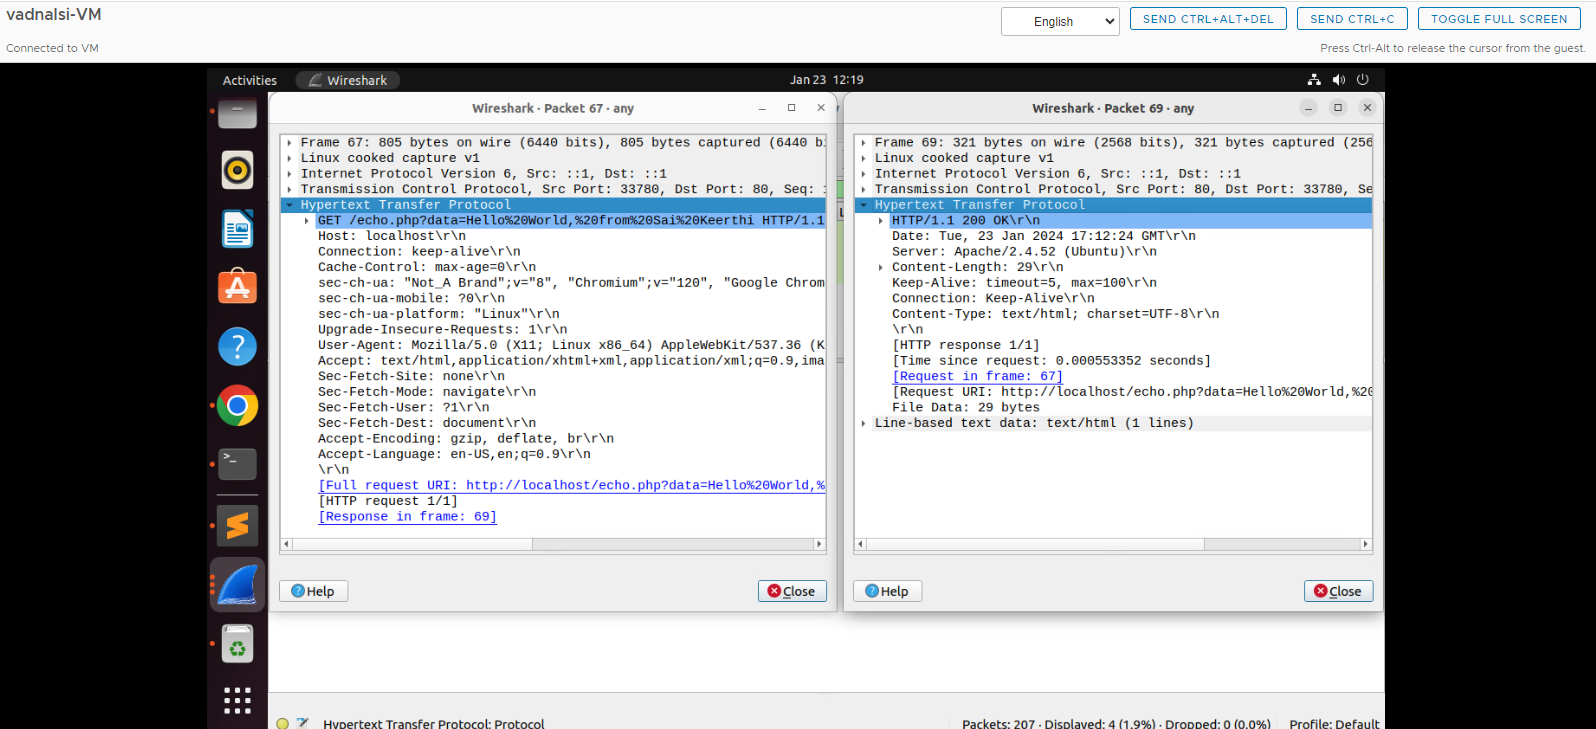 vadnalsi-VM
English
SEND CTRL+ALT+DEL
SEND CTRL+C
TOGGLE FULL SCREEN
Connected to VM
Press Ctrl-Alt to release the cursor from the guest.
Activities
Wireshark
Jan 23 12:19
Wireshark · Packet 67 · any
Frame 67: 805 bytes on wire (6440 bits), 805 bytes captured (6440 b
Linux cooked capture v1
Internet Protocol Version 6, Src: ::1, Dst: ::1
Transmission Control Protocol, Src Port: 33780, Dst Port: 80, Seq:
Hypertext Transfer Protocol
GET /echo.php?data=Hello%20World,%20from%20Sai%20Keerthi HTTP/1.1
Host: localhost\r\n
Connection: keep-alive\r\n
Cache-Control: max-age=0\r\n
sec-ch-ua: "Not_A Brand";v="8", "Chromium";v="120", "Google Chrom
sec-ch-ua-mobile: ?0\r\n
sec-ch-ua-platform: "Linux"\r\n
Upgrade-Insecure-Requests: 1\r\n
User-Agent: Mozilla/5.0 (X11; Linux x86_64) AppleWebKit/537.36 (K
Accept: text/html,application/xhtml+xml,application/xml;q=0.9,ima
Sec-Fetch-Site: none\r\n
Sec-Fetch-Mode: navigate\r\n
Sec-Fetch-User: ?1\r\n
Sec-Fetch-Dest: document\r\n
Accept-Encoding: gzip, deflate, br\r\n
Accept-Language: en-US,en;q=0.9\r\n
\r\n
[Full request URI: http://localhost/echo.php?data=Hello%20World,%
[HTTP request 1/1]
[Response in frame: 69]
Help
Close
Wireshark · Packet 69 · any
Frame 69: 321 bytes on wire (2568 bits), 321 bytes captured (256
Linux cooked capture v1
Internet Protocol Version 6, Src: ::1, Dst: ::1
Transmission Control Protocol, Src Port: 80, Dst Port: 33780, Se
Hypertext Transfer Protocol
HTTP/1.1 200 OK\r\n
Date: Tue, 23 Jan 2024 17:12:24 GMT\r\n
Server: Apache/2.4.52 (Ubuntu)\r\n
Content-Length: 29\r\n
Keep-Alive: timeout=5, max=100\r\n
Connection: Keep-Alive\r\n
Content-Type: text/html; charset=UTF-8\r\n
\r\n
[HTTP response 1/1]
[Time since request: 0.000553352 seconds]
[Request in frame: 67]
[Request URI: http://localhost/echo.php?data=Hello%20World,%20
File Data: 29 bytes
Line-based text data: text/html (1 lines)
Help
Close
Hypertext Transfer Protocol: Protocol
Packets: 207 · Displayed: 4 (1.9%) · Dropped: 0 (0.0%)
Profile: Default